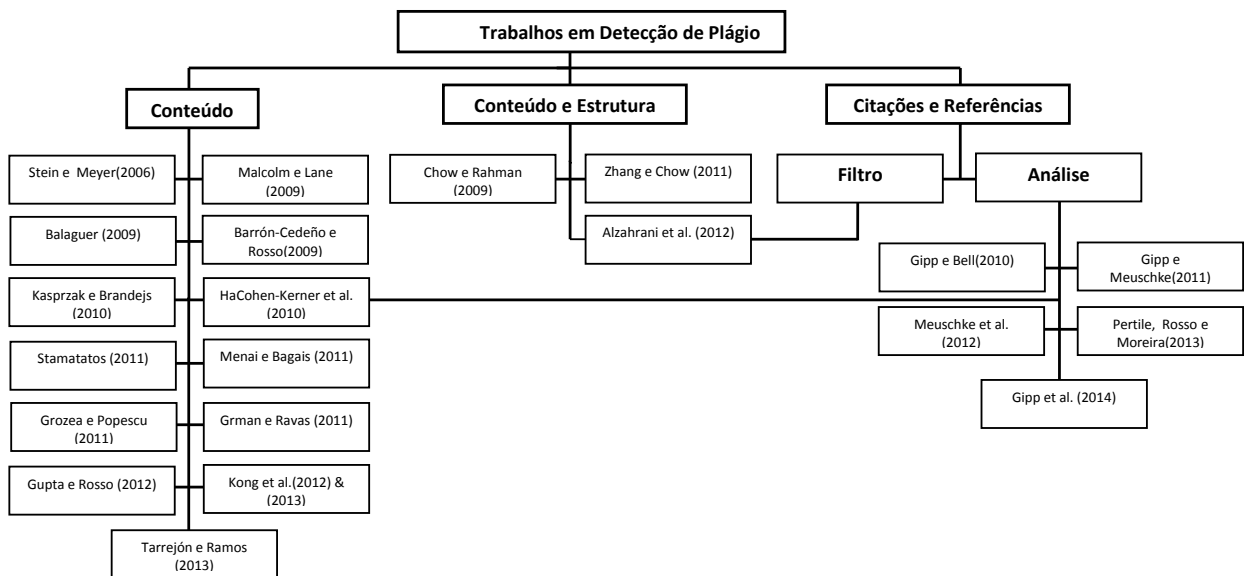 Trabalhos em Detecção de Plágio
Conteúdo
Conteúdo e Estrutura
Citações e Referências
Stein e Meyer(2006)
Malcolm e Lane
(2009)
Balaguer (2009)
Barrón-Cedeño e
Rosso(2009)
Kasprzak e Brandejs
(2010)
HaCohen-Kerner et al.
(2010)
Stamatatos (2011)
Menai e Bagais (2011)
Grozea e Popescu
(2011)
Grman e Ravas (2011)
Gupta e Rosso (2012)
Kong et al.(2012) &
(2013)
Tarrejón e Ramos
(2013)
Chow e Rahman
(2009)
Zhang e Chow (2011)
Alzahrani et al. (2012)
Filtro
Análise
Gipp e Bell(2010)
Gipp e
Meuschke(2011)
Meuschke et al.
(2012)
Pertile, Rosso e
Moreira(2013)
Gipp et al. (2014)